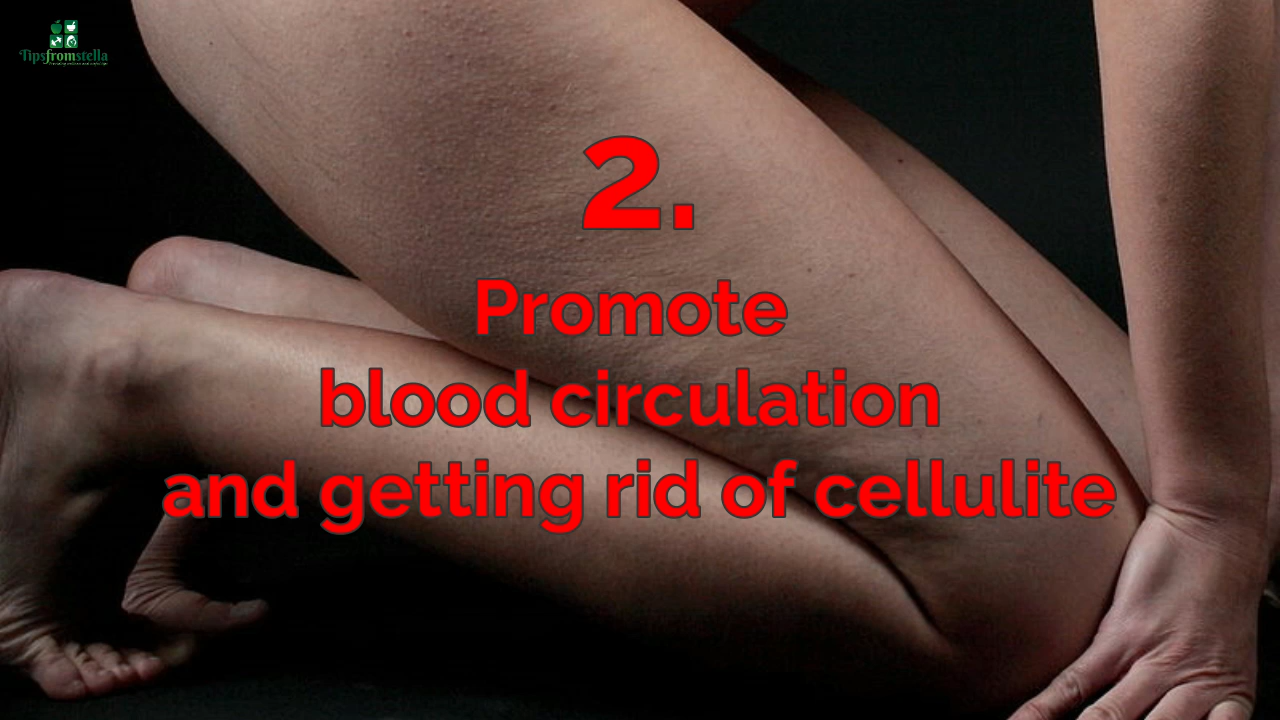 Tipsfromstella
2.
Promote
blood circulation
and getting rid of cellulite